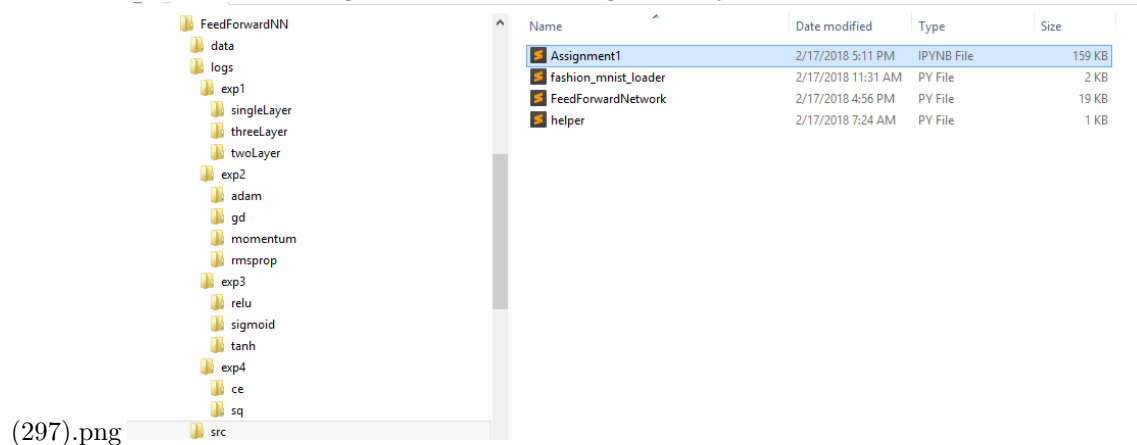 FeedForwardNN
data
logs
exp1
singleLayer
threeLayer
twoLayer
exp2
adam
gd
momentum
rmsprop
exp3
relu
sigmoid
tanh
exp4
ce
sq
src
Name Date modified Type Size
Assignment1 2/17/2018 5:11 PM IPYNB File 159 KB
fashion_mnist_loader 2/17/2018 11:31 AM PY File 2 KB
FeedForwardNetwork 2/17/2018 4:56 PM PY File 19 KB
helper 2/17/2018 7:24 AM PY File 1 KB
(297).png